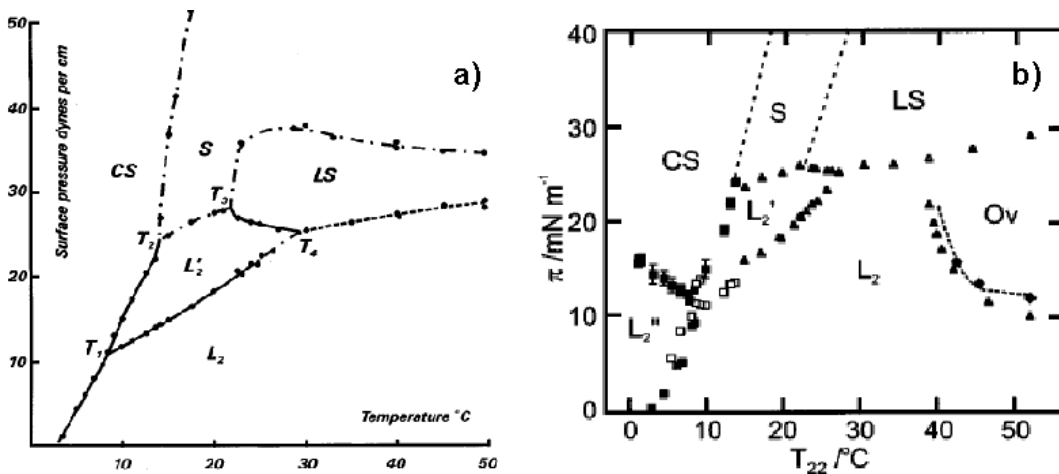 a)
Surface pressure dynes per cm
50
40
30
20
10
CS
S
LS
T3
T2
L2'
T4
T1
L2
Temperature °C
10
20
30
40
50
b)
π/mN m⁻¹
40
30
20
10
0
S
LS
CS
L2'
Ov
L2
L2"
0
10
20
30
40
50
T22 /°C